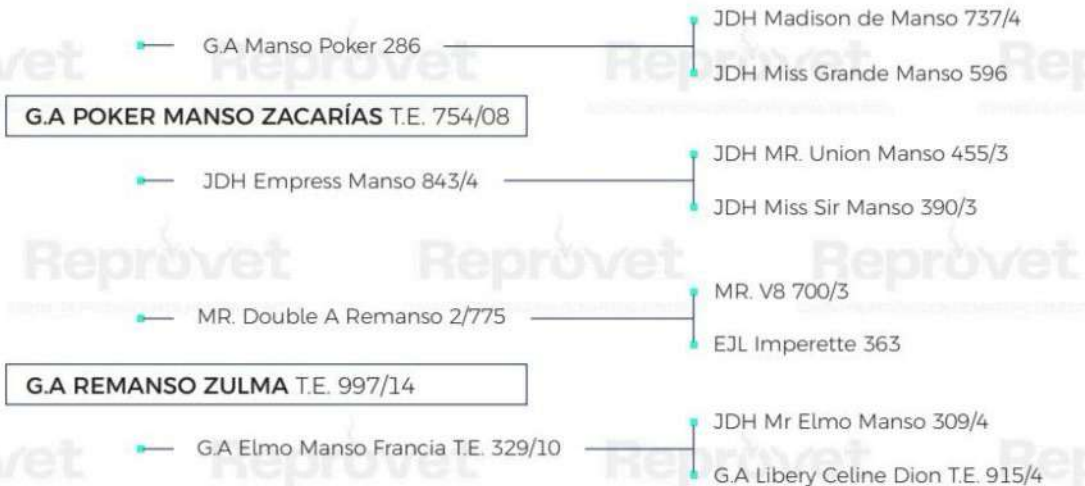 JDH Madison de Manso 737/4
G.A Manso Poker 286
JDH Miss Grande Manso 596
G.A POKER MANSO ZACARÍAS T.E. 754/08
JDH MR. Union Manso 455/3
JDH Empress Manso 843/4
JDH Miss Sir Manso 390/3
Reprovet Reprovet Reprovet
MR. V8 700/3
MR. Double A Remanso 2/775
EJL Imperette 363
G.A REMANSO ZULMA T.E. 997/14
JDH Mr Elmo Manso 309/4
G.A Elmo Manso Francia T.E. 329/10
G.A Libery Celine Dion T.E. 915/4